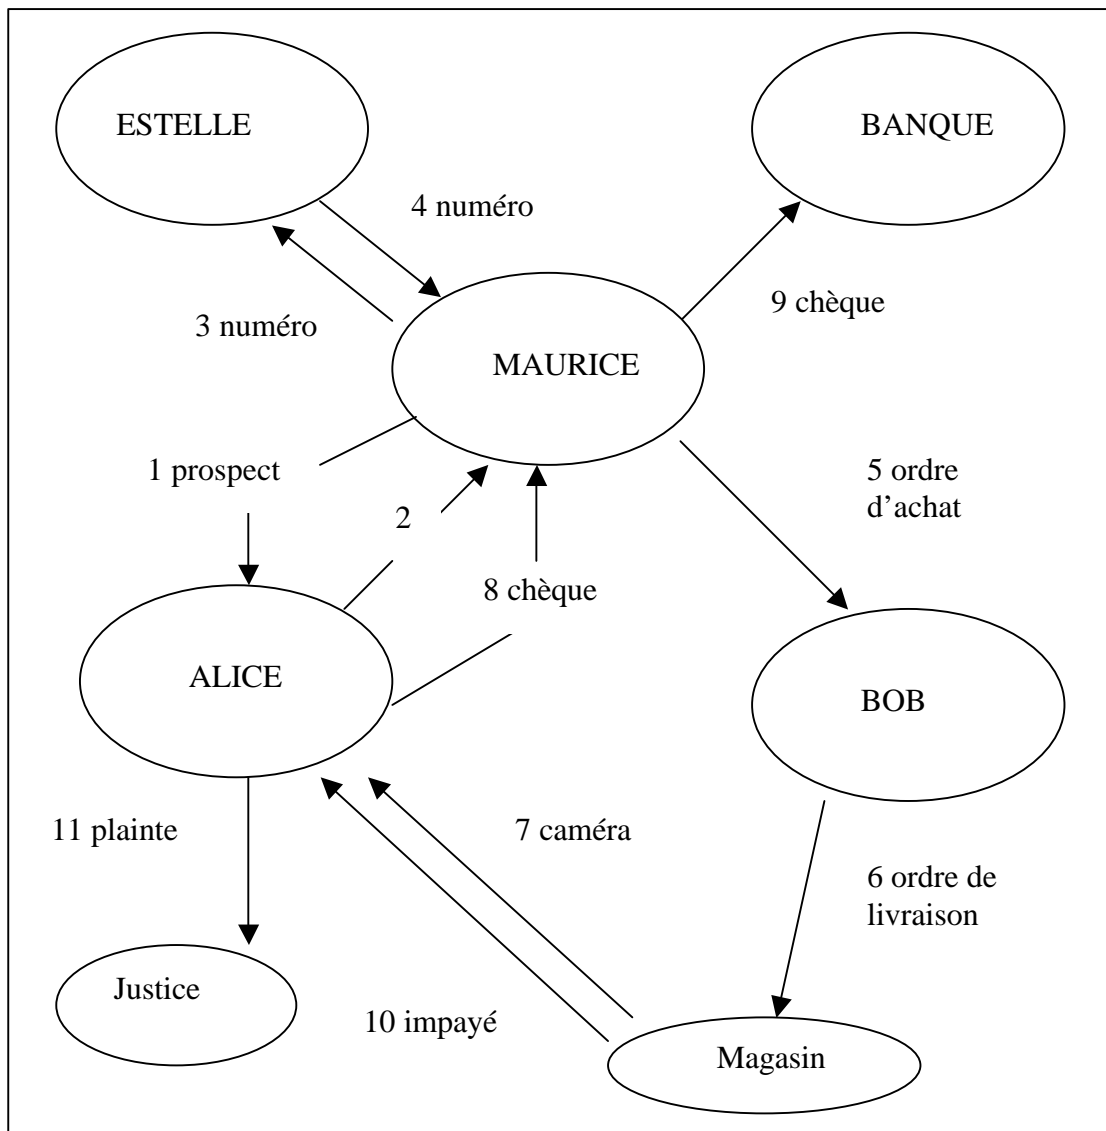 ESTELLE
BANQUE
4 numéro
9 chèque
3 numéro
MAURICE
1 prospect
5 ordre
d’achat
2
8 chèque
ALICE
BOB
11 plainte
7 caméra
6 ordre de
livraison
Justice
10 impayé
Magasin